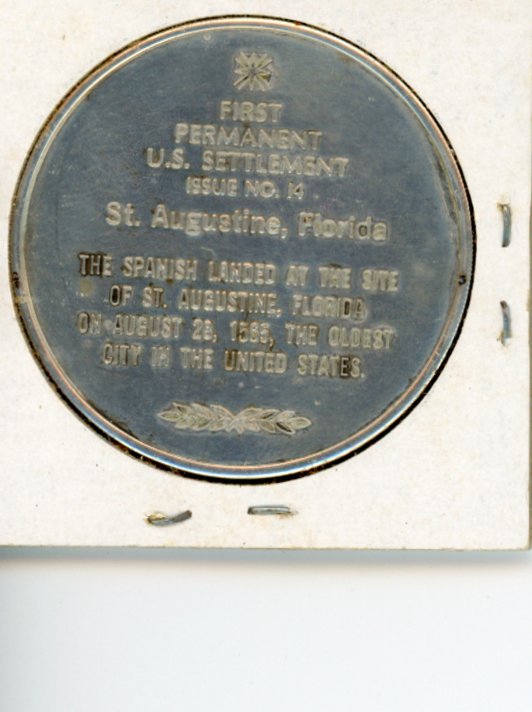 FIRST
PERMANENT
U.S. SETTLEMENT
ISSUE NO. 14
St. Augustine, Florida
THE SPANISH LANDED AT THE SITE
OF ST. AUGUSTINE, FLORIDA
ON AUGUST 28, 1565, THE OLDEST
CITY IN THE UNITED STATES.